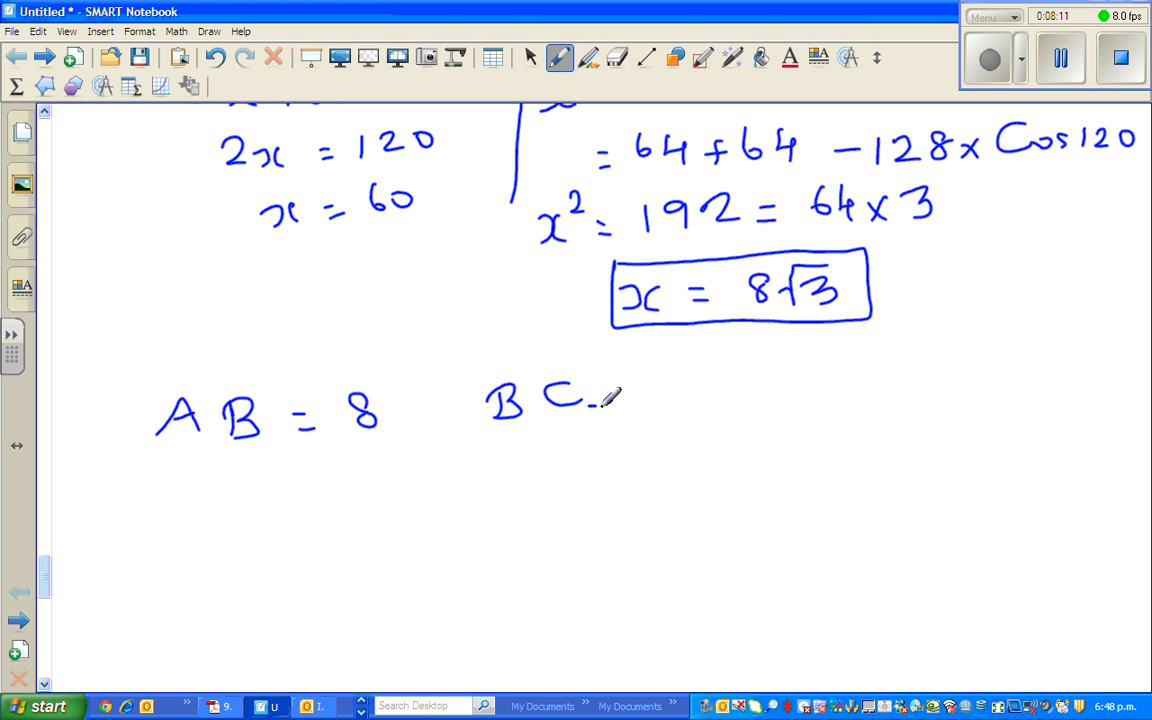 Untitled * - SMART Notebook
File Edit View Insert Format Math Draw Help
Menu
0:08:11
8.0 fps
2x = 120
x = 60
= 64 + 64 - 128 x Cos 120
x² = 192 = 64 x 3
x = 8√3
AB = 8 BC
start
9.
U
I.
Search Desktop
My Documents
My Documents
6:48 p.m.